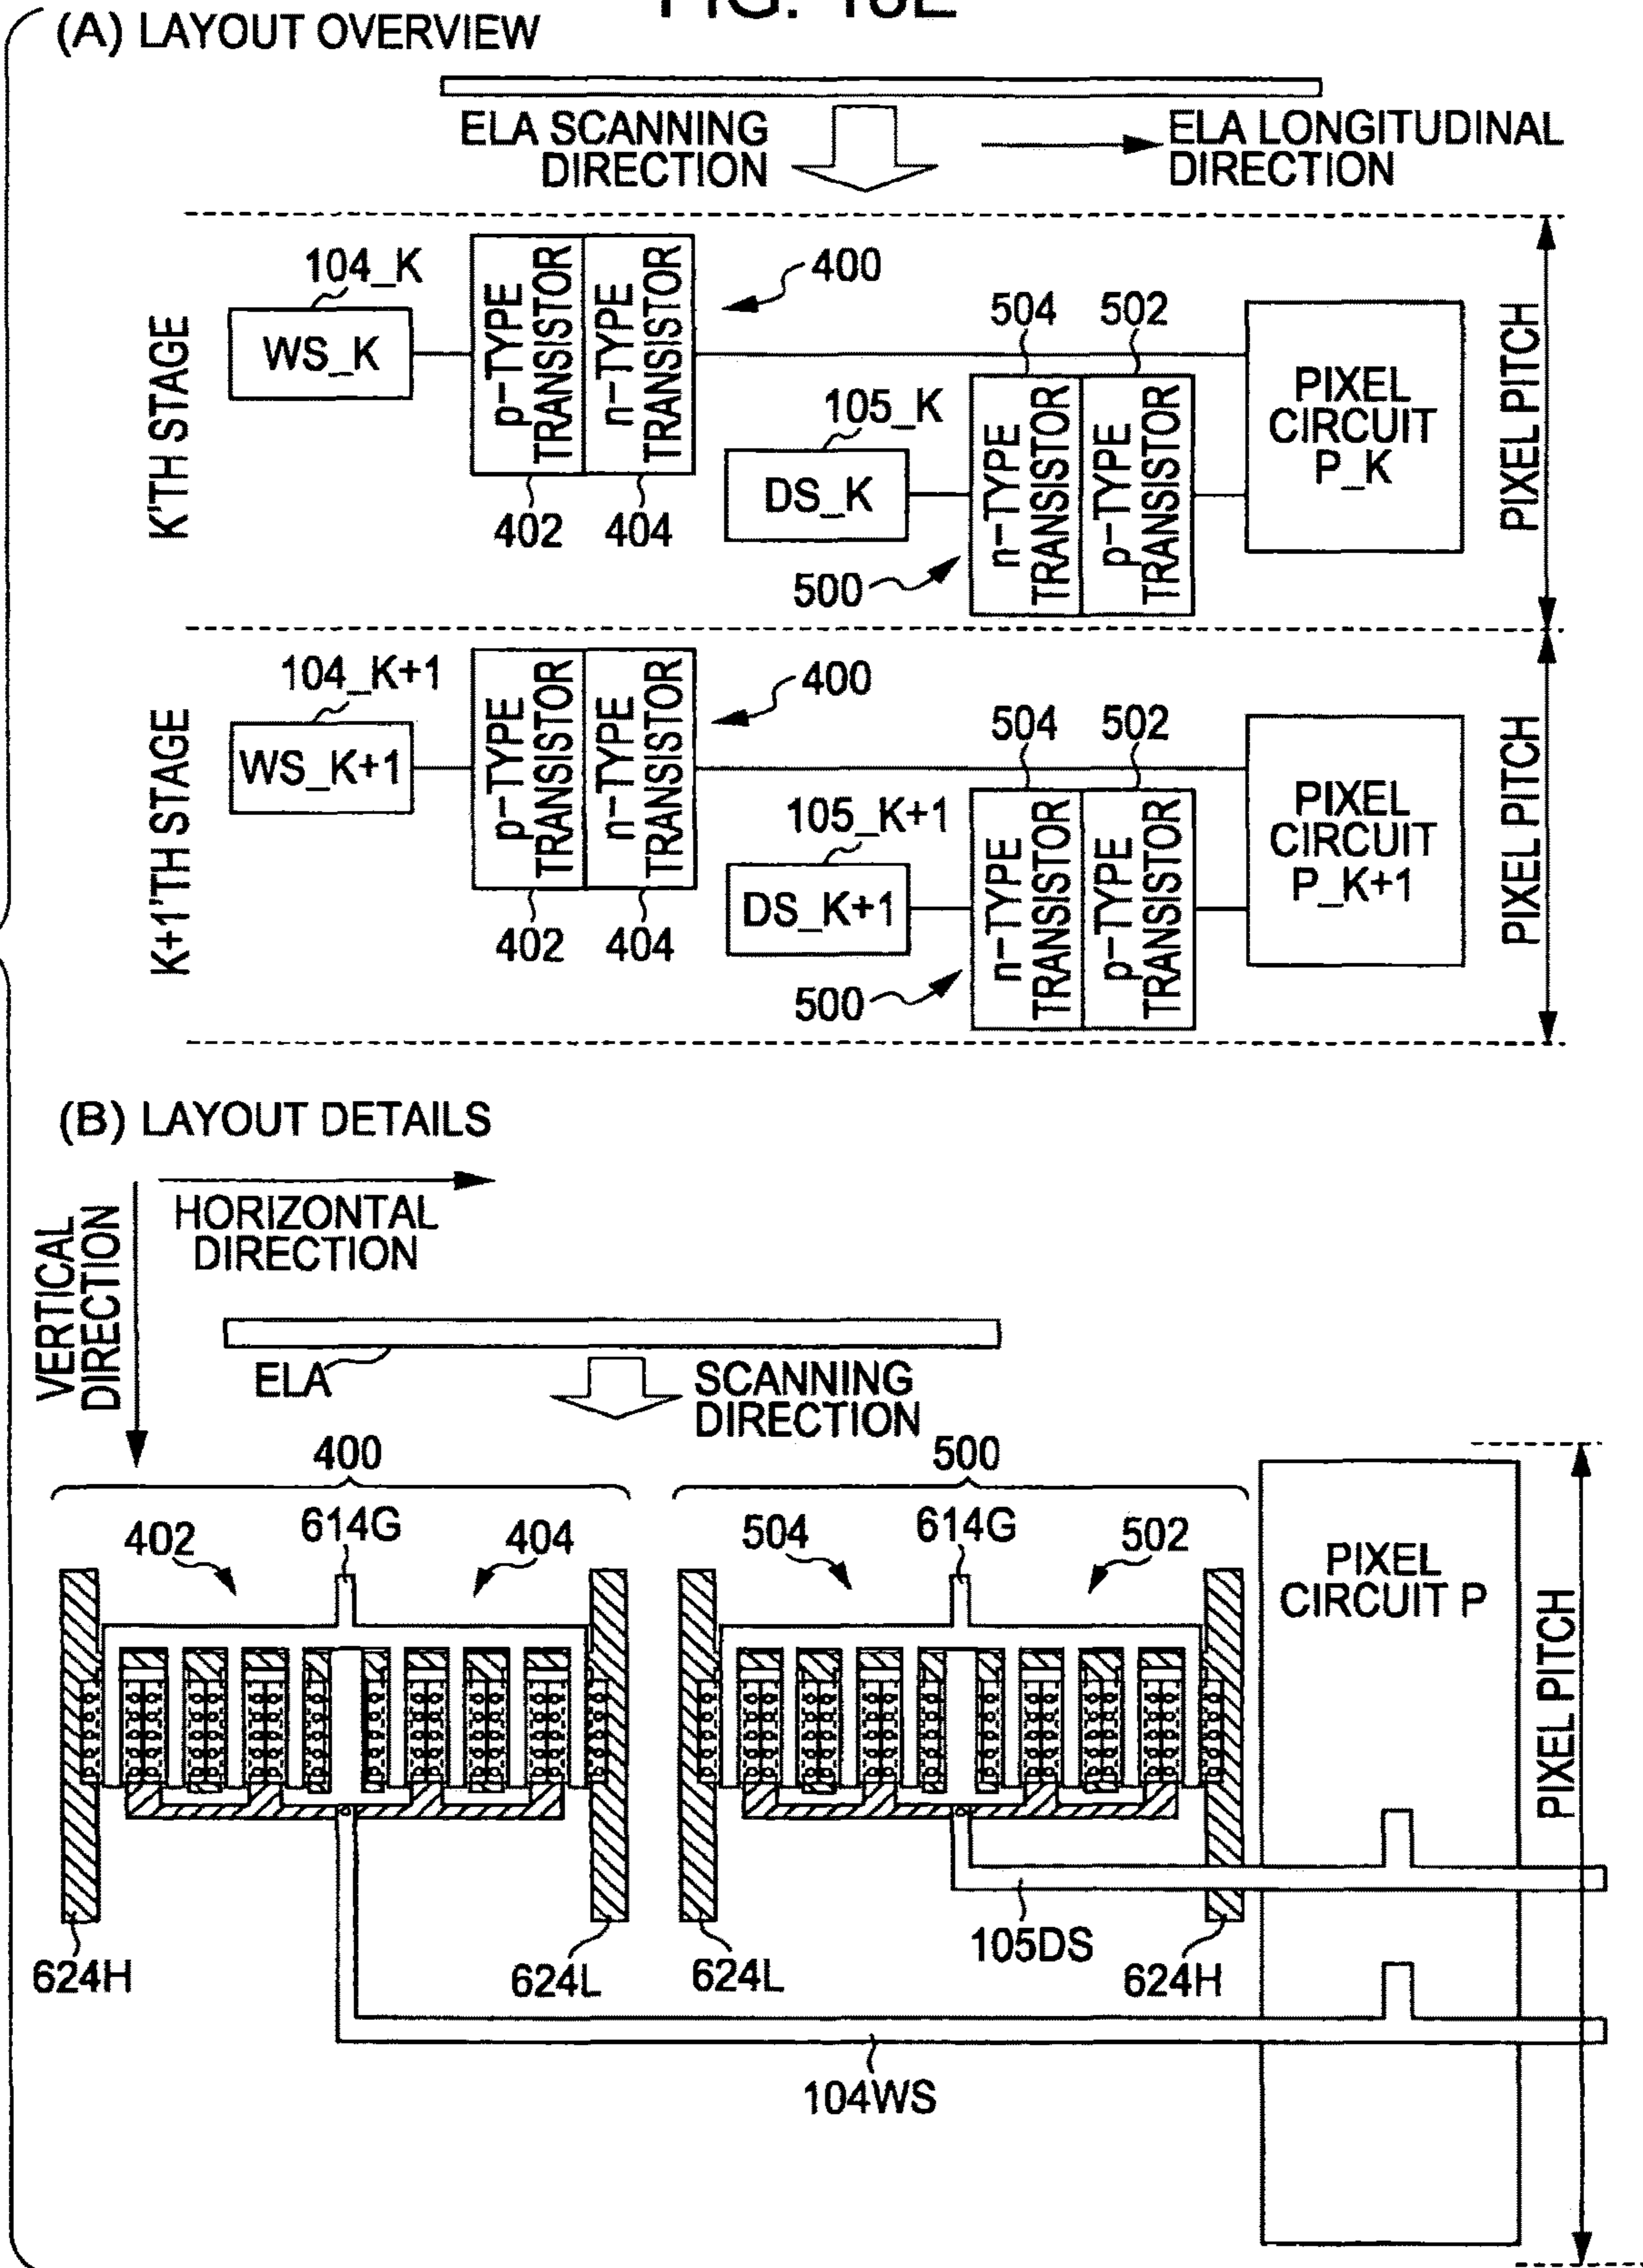 (A) LAYOUT OVERVIEW
ELA SCANNING
DIRECTION
ELA LONGITUDINAL
DIRECTION
K'TH STAGE
104_K
WS_K
p-TYPE
TRANSISTOR
n-TYPE
TRANSISTOR
400
402
404
105_K
DS_K
504
502
n-TYPE
TRANSISTOR
p-TYPE
TRANSISTOR
500
PIXEL
CIRCUIT
P_K
PIXEL PITCH
K+1'TH STAGE
104_K+1
WS_K+1
p-TYPE
TRANSISTOR
n-TYPE
TRANSISTOR
400
402
404
105_K+1
DS_K+1
504
502
n-TYPE
TRANSISTOR
p-TYPE
TRANSISTOR
500
PIXEL
CIRCUIT
P_K+1
PIXEL PITCH
(B) LAYOUT DETAILS
HORIZONTAL
DIRECTION
VERTICAL
DIRECTION
ELA
SCANNING
DIRECTION
400
500
402
614G
404
504
614G
502
PIXEL
CIRCUIT P
PIXEL PITCH
624H
624L
624L
105DS
624H
104WS